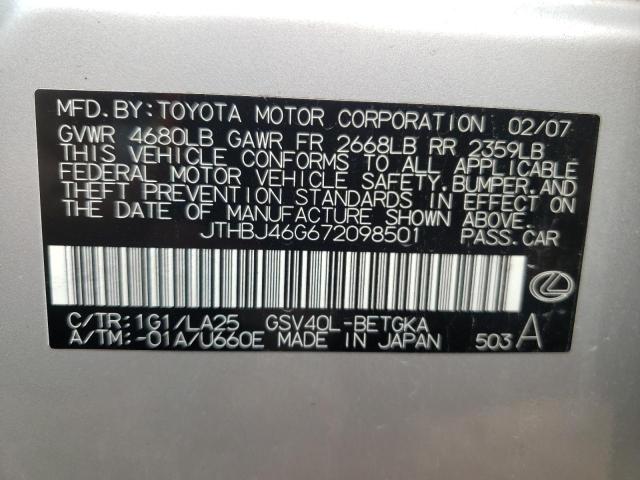 MFD.BY:TOYOTA MOTOR CORPORATION 02/07
GVWR 4680LB GAWR FR 2668LB RR 2359LB
THIS VEHICLE CONFORMS TO ALL APPLICABLE
FEDERAL MOTOR VEHICLE SAFETY,BUMPER,AND
THEFT PREVENTION STANDARDS IN EFFECT ON
THE DATE OF MANUFACTURE SHOWN ABOVE.
JTHBJ46G672098501 PASS.CAR
C/TR:1G1/LA25 GSV40L-BETGKA
A/TM:-01A/U660E MADE IN JAPAN 503 A